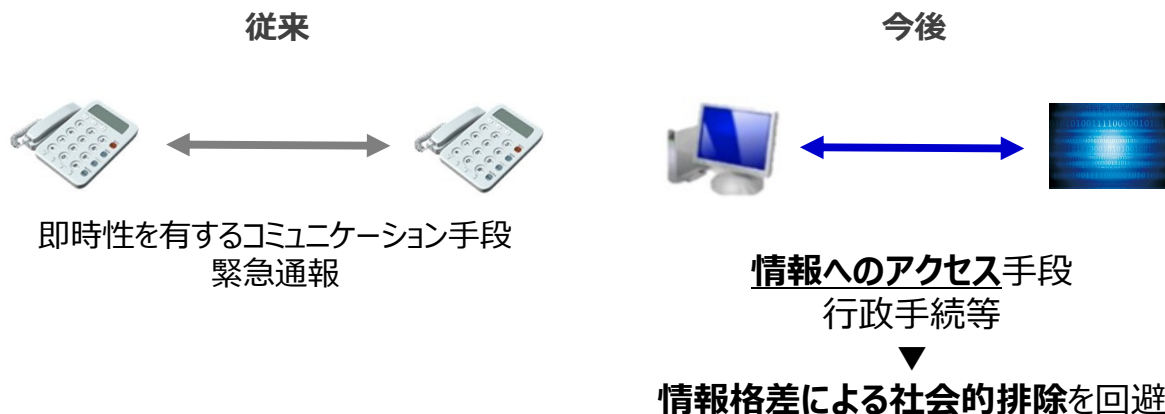 従来
今後
即時性を有するコミュニケーション手段
緊急通報
情報へのアクセス手段
行政手続等
▼
情報格差による社会的排除を回避